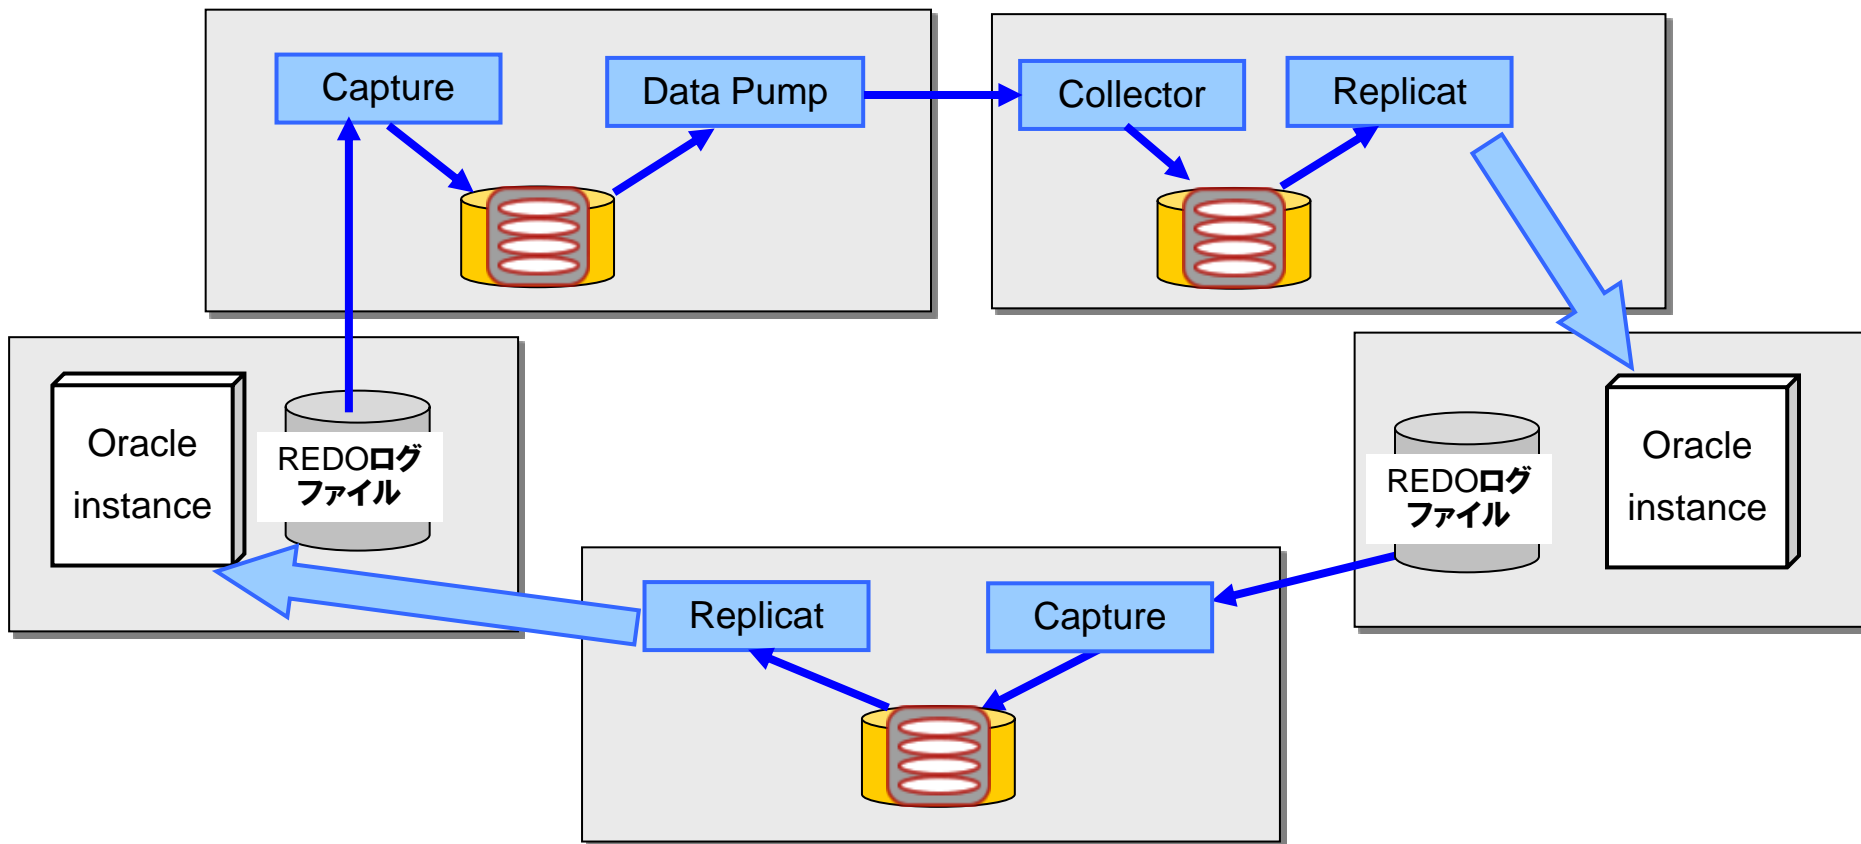 Capture
Data Pump
Collector
Replicat
Oracle
instance
REDOログ
ファイル
REDOログ
ファイル
Oracle
instance
Replicat
Capture